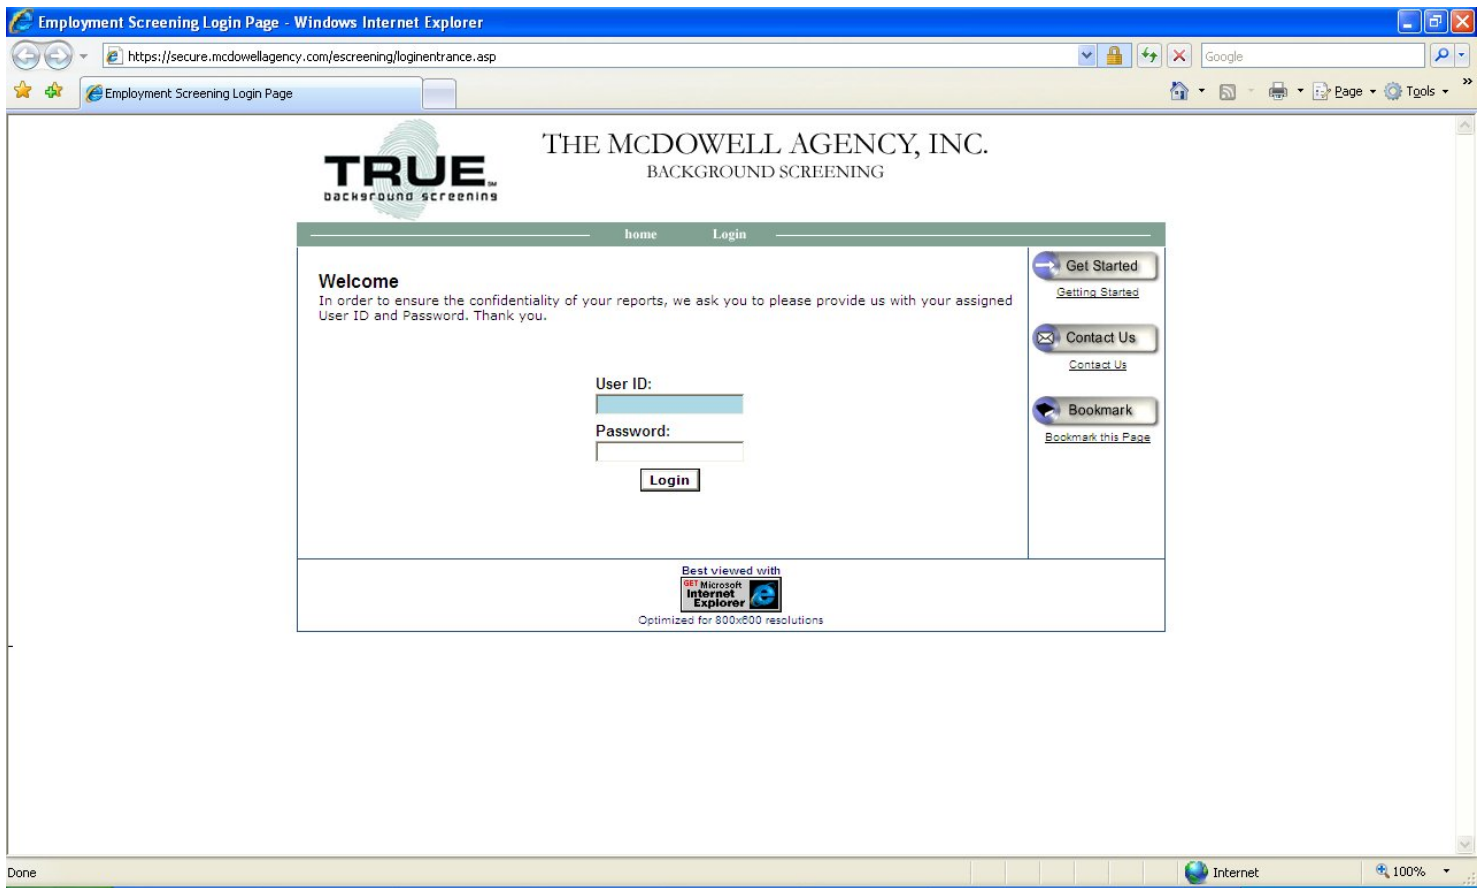 Employment Screening Login Page - Windows Internet Explorer
https://secure.mcdowellagency.com/escreening/loginentrance.asp
Google
Employment Screening Login Page
Page
Tools
»
TRUE SM
background screening
THE MCDOWELL AGENCY, INC.
BACKGROUND SCREENING
home Login
Welcome
In order to ensure the confidentiality of your reports, we ask you to please provide us with your assigned
User ID and Password. Thank you.
User ID:
Password:
Login
Get Started
Getting Started
Contact Us
Contact Us
Bookmark
Bookmark this Page
Best viewed with
GET Microsoft
Internet
Explorer
Optimized for 800x600 resolutions
Done
Internet
100%